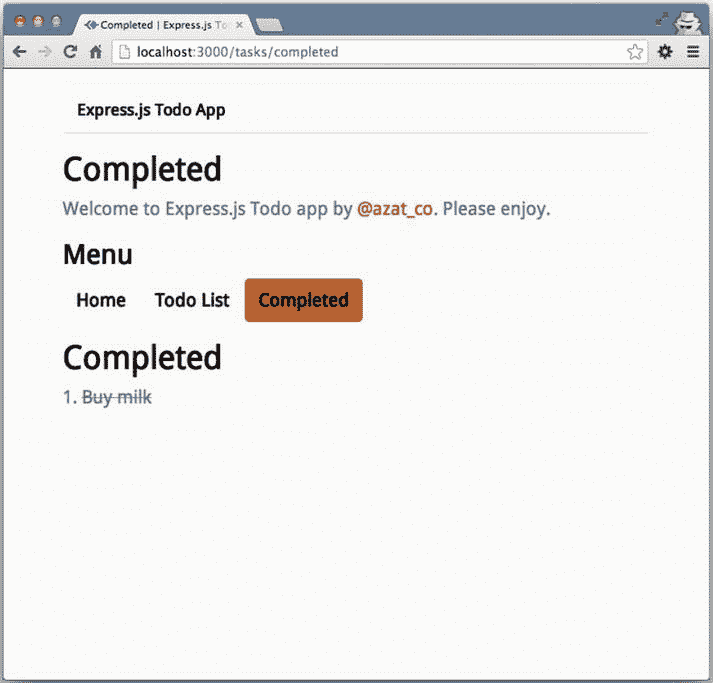 Completed | Express.js To
localhost:3000/tasks/completed
Express.js Todo App
Completed
Welcome to Express.js Todo app by @azat_co. Please enjoy.
Menu
Home Todo List Completed
Completed
1. Buy milk